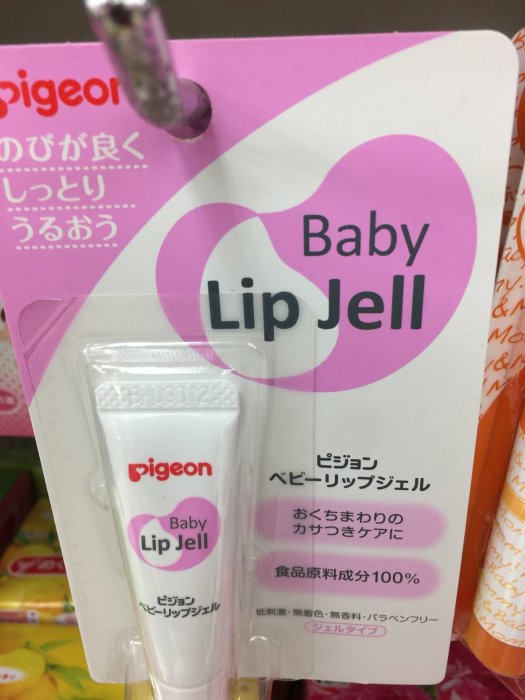 pigeon
のびが良く
しっとり
うるおう
Baby
Lip Jell
BH09D12
pigeon
Baby
Lip Jell
ピジョン
ベビーリップジェル
ピジョン
ベビーリップジェル
おくちまわりの
カサつきケアに
食品原料成分100%
低刺激・無着色・無香料・パラベンフリー
ジェルタイプ